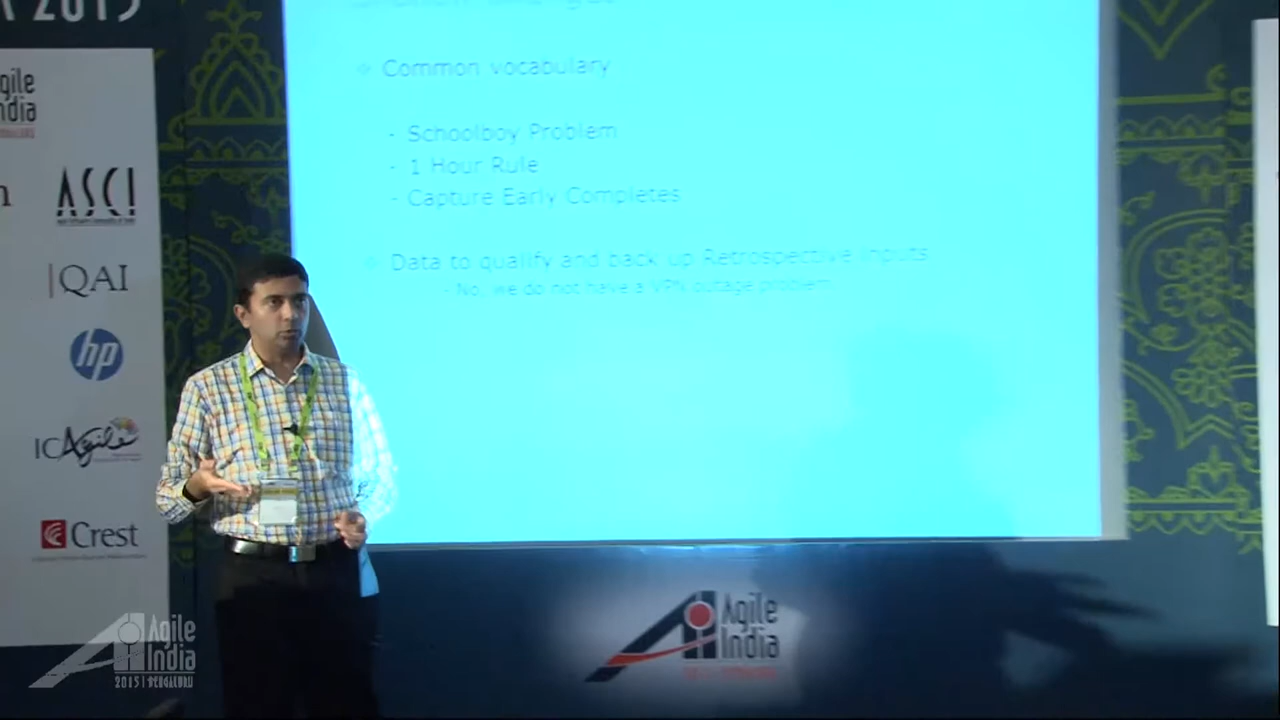 2015
Common vocabulary
- Schoolboy Problem
- 1 Hour Rule
- Capture Early Completes
Data to qualify and back up Retrospective Inputs
- No, we do not have a VPN outage problem
gile
ndia
ASCI
QAI
hp
ICAgile
Crest
Agile
India
Agile
India
2015 | BENGALURU